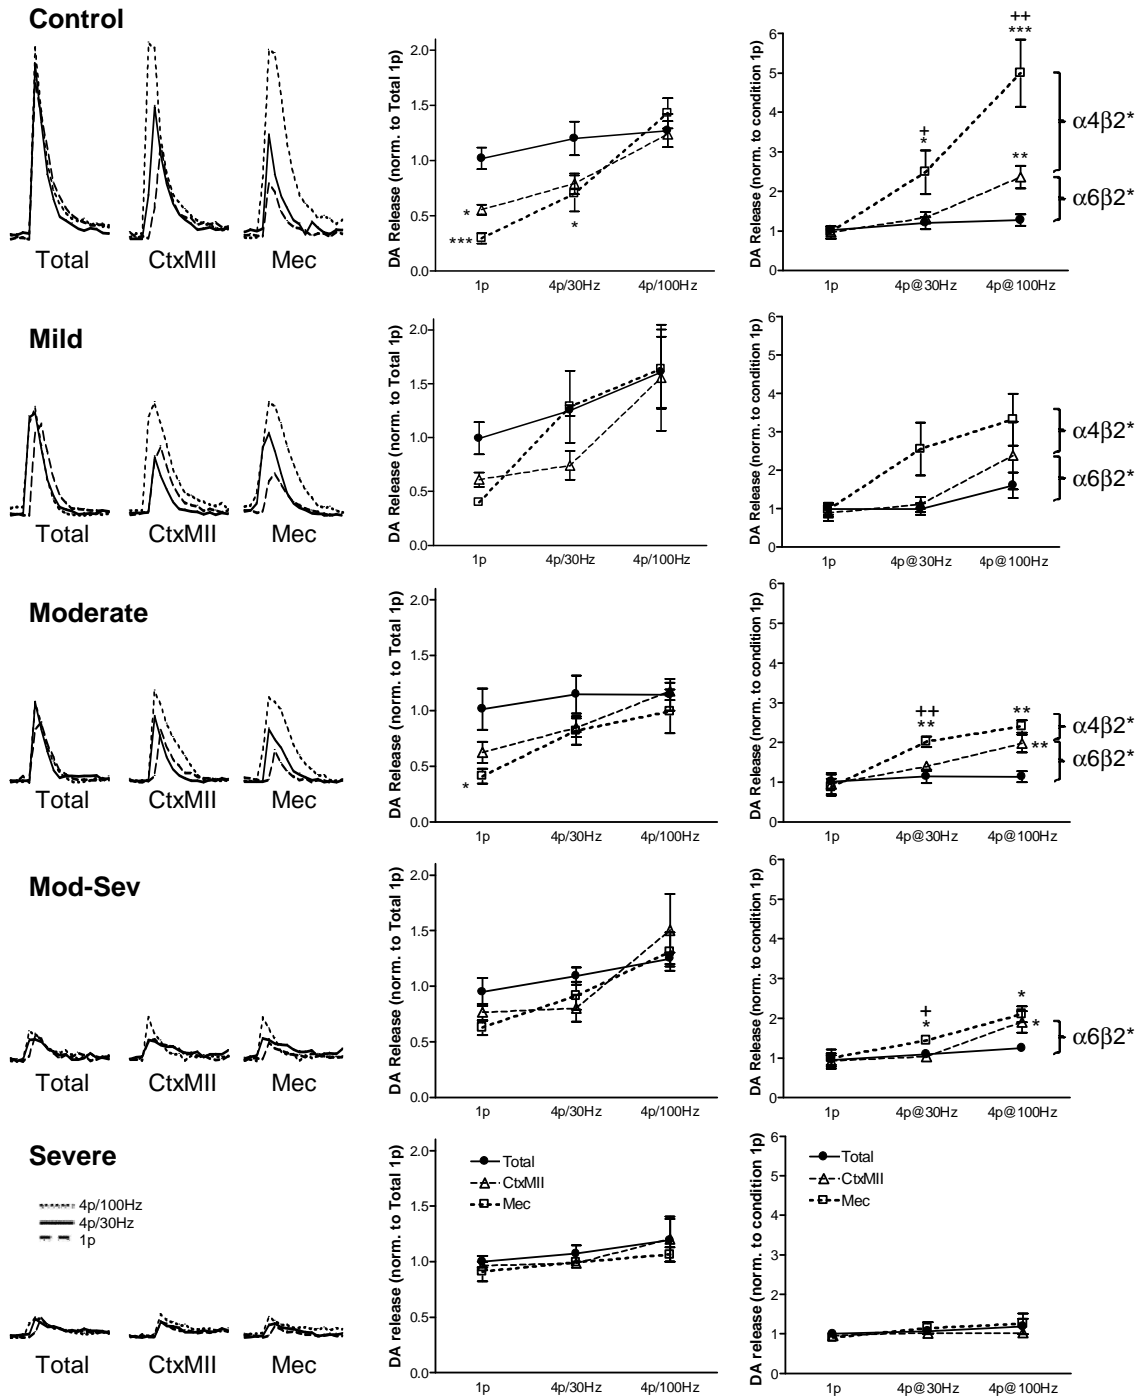 Control
Total
CtxMII
Mec
DA Release (norm. to Total 1p)
2.0
1.5
1.0
0.5
0.0
*
***
*
1p
4p/30Hz
4p/100Hz
DA Release (norm. to condition 1p)
6
5
4
3
2
1
0
+
*
++
***
**
α4β2*
α6β2*
1p
4p@30Hz
4p@100Hz
Mild
Total
CtxMII
Mec
DA Release (norm. to Total 1p)
2.0
1.5
1.0
0.5
0.0
1p
4p/30Hz
4p/100Hz
DA Release (norm. to condition 1p)
6
5
4
3
2
1
0
α4β2*
α6β2*
1p
4p@30Hz
4p@100Hz
Moderate
Total
CtxMII
Mec
DA Release (norm. to Total 1p)
2.0
1.5
1.0
0.5
0.0
*
1p
4p/30Hz
4p/100Hz
DA Release (norm. to condition 1p)
6
5
4
3
2
1
0
++
**
**
**
α4β2*
α6β2*
1p
4p@30Hz
4p@100Hz
Mod-Sev
Total
CtxMII
Mec
DA Release (norm. to Total 1p)
2.0
1.5
1.0
0.5
0.0
1p
4p/30Hz
4p/100Hz
DA Release (norm. to condition 1p)
6
5
4
3
2
1
0
+
*
*
*
α6β2*
1p
4p@30Hz
4p@100Hz
Severe
4p/100Hz
4p/30Hz
1p
Total
CtxMII
Mec
DA release (norm. to Total 1p)
2.0
1.5
1.0
0.5
0.0
Total
CtxMII
Mec
1p
4p/30Hz
4p/100Hz
DA release (norm. to condition 1p)
6
5
4
3
2
1
0
Total
CtxMII
Mec
1p
4p@30Hz
4p@100Hz